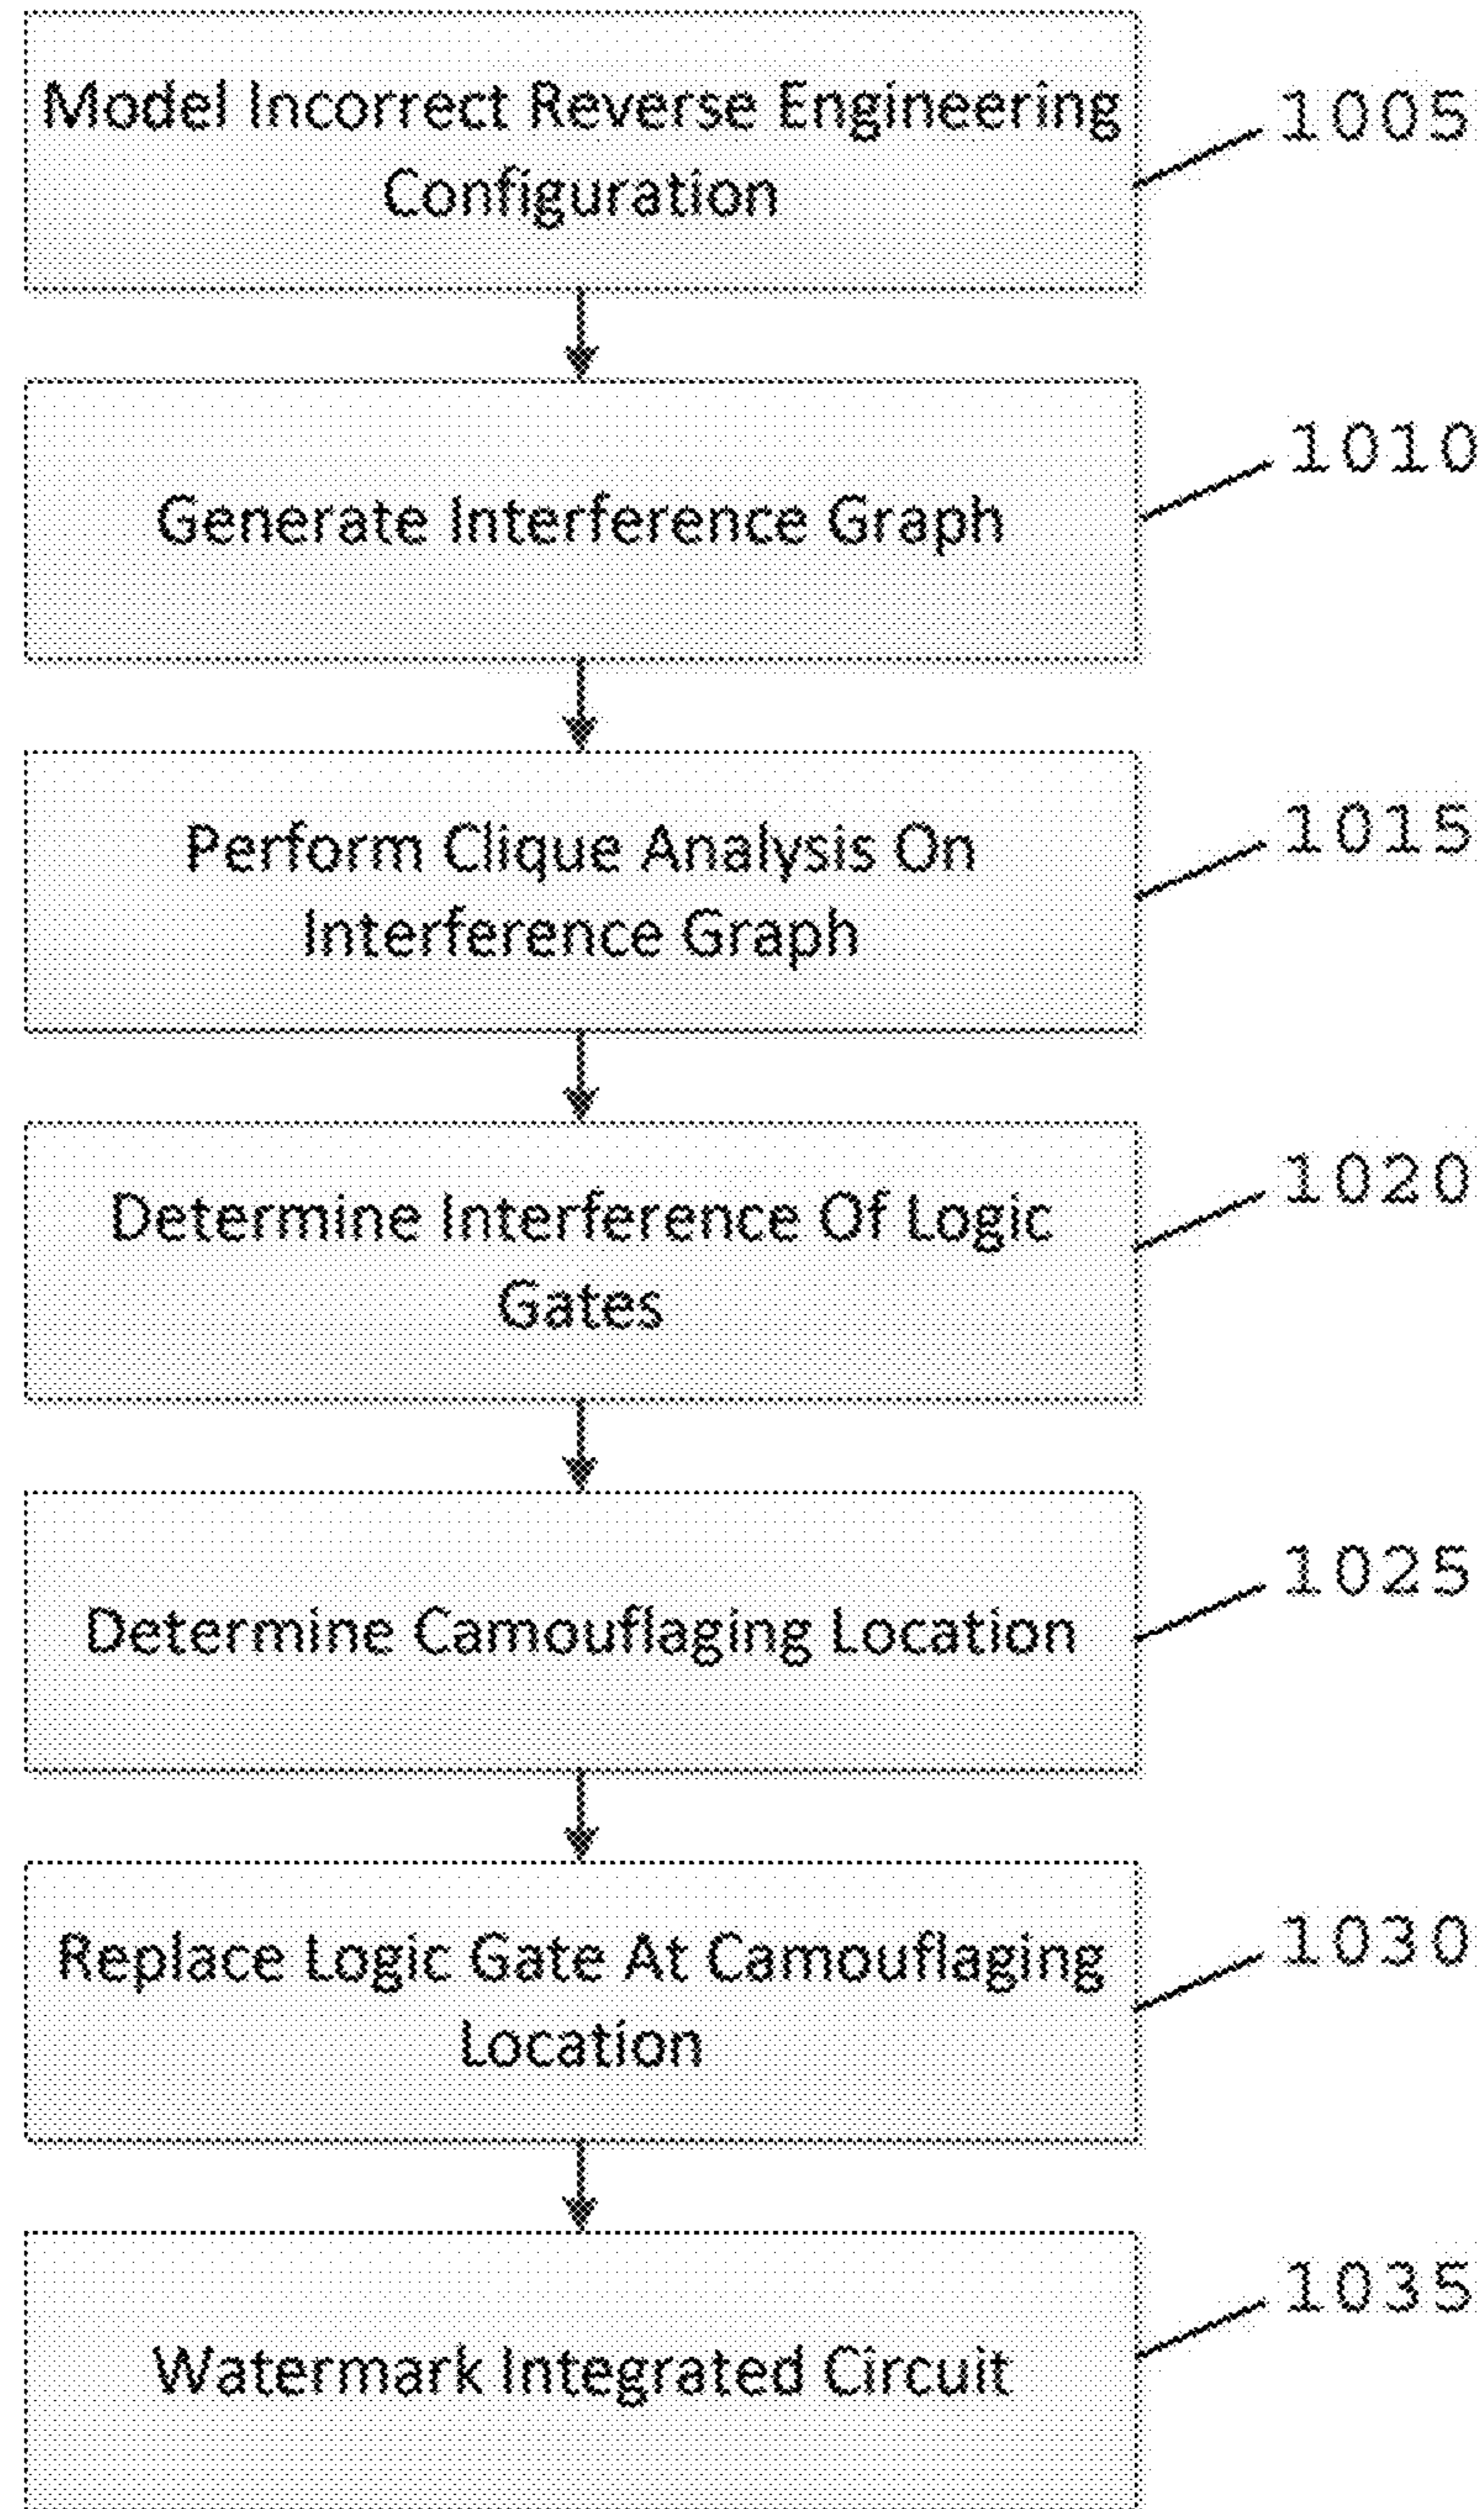 Model Incorrect Reverse Engineering
Configuration
1005
Generate Interference Graph
1010
Perform Clique Analysis On
Interference Graph
1015
Determine Interference Of Logic
Gates
1020
Determine Camouflaging Location
1025
Replace Logic Gate At Camouflaging
Location
1030
Watermark Integrated Circuit
1035